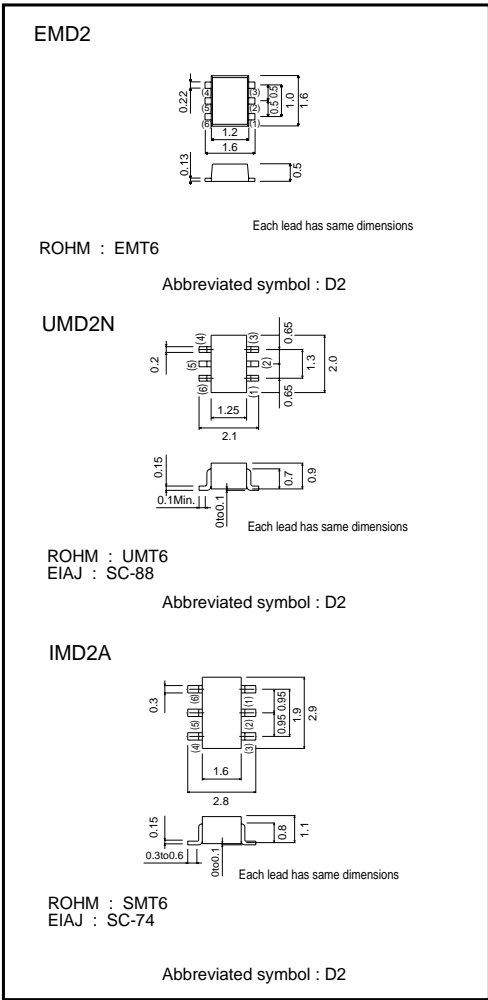 EMD2
0.22
(4)
(3)
(5)
(2)
(6)
(1)
0.5 0.5
1.0
1.6
1.2
1.6
0.13
0.5
Each lead has same dimensions
ROHM : EMT6
Abbreviated symbol : D2
UMD2N
0.2
(4)
(3)
(5)
(2)
(6)
(1)
0.65
1.3
2.0
0.65
1.25
2.1
0.15
0.1Min.
0to0.1
0.7
0.9
Each lead has same dimensions
ROHM : UMT6
EIAJ : SC-88
Abbreviated symbol : D2
IMD2A
0.3
(6)
(1)
(5)
(2)
(4)
(3)
0.95 0.95
1.9
2.9
1.6
2.8
0.15
0.3to0.6
0to0.1
0.8
1.1
Each lead has same dimensions
ROHM : SMT6
EIAJ : SC-74
Abbreviated symbol : D2